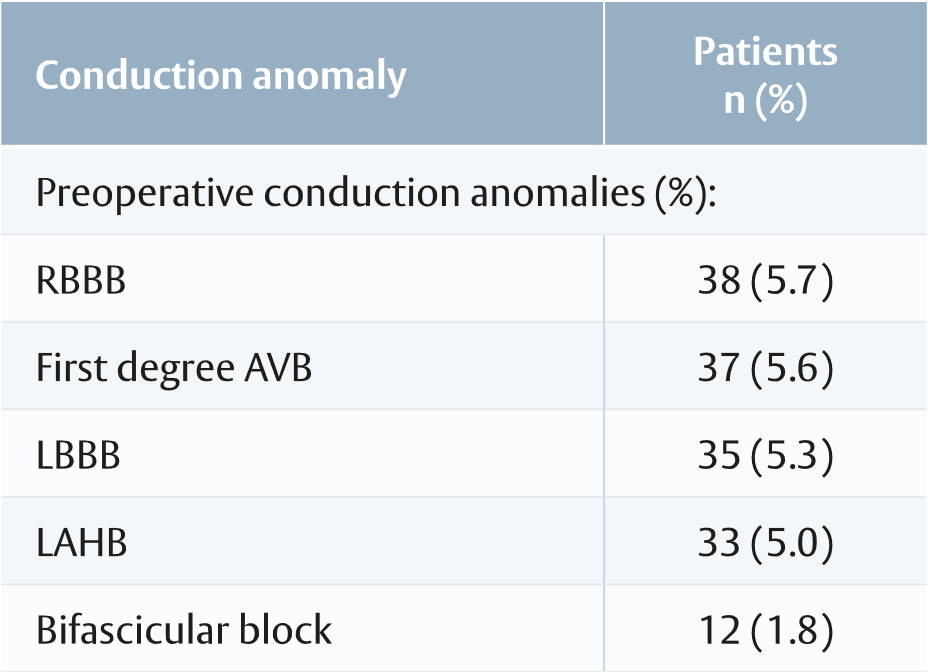 Conduction anomaly
Patients
n (%)
Preoperative conduction anomalies (%):
RBBB 38 (5.7)
First degree AVB 37 (5.6)
LBBB 35 (5.3)
LAHB 33 (5.0)
Bifascicular block 12 (1.8)